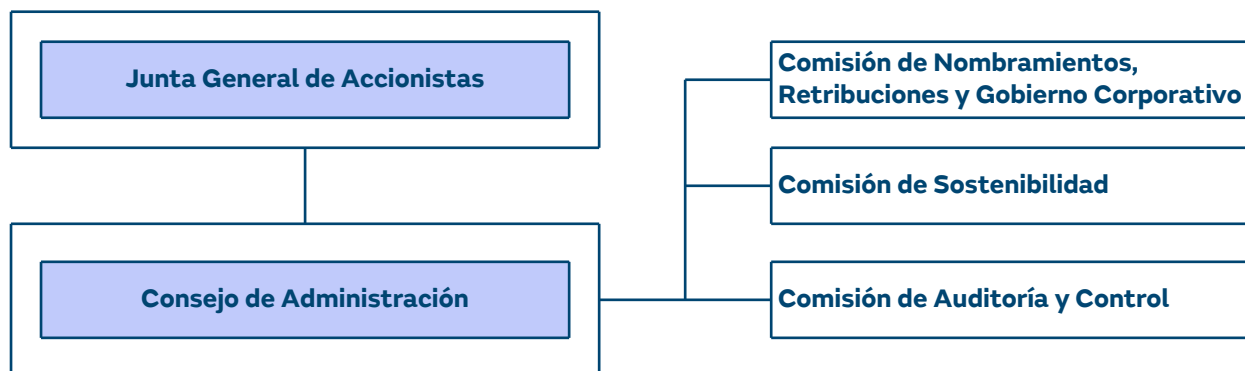 Junta General de Accionistas
Consejo de Administración
Comisión de Nombramientos,
Retribuciones y Gobierno Corporativo
Comisión de Sostenibilidad
Comisión de Auditoría y Control